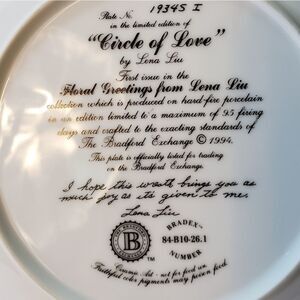 Plate No. 1934S I
in the limited edition of
"Circle of Love"
by Lena Liu
First issue in the
Floral Greetings from Lena Liu
collection which is produced on hard-fire porcelain
in an edition limited to a maximum of 95 firing
days and crafted to the exacting standards of
The Bradford Exchange © 1994.
This plate is officially listed for trading
on the Bradford Exchange.
I hope this wreath brings you as
much joy as its given to me.
Lena Liu
B
BRADEX
84-B10-26.1
NUMBER
Ceramic Art - not for food use
Faithful color pigments may poison food.